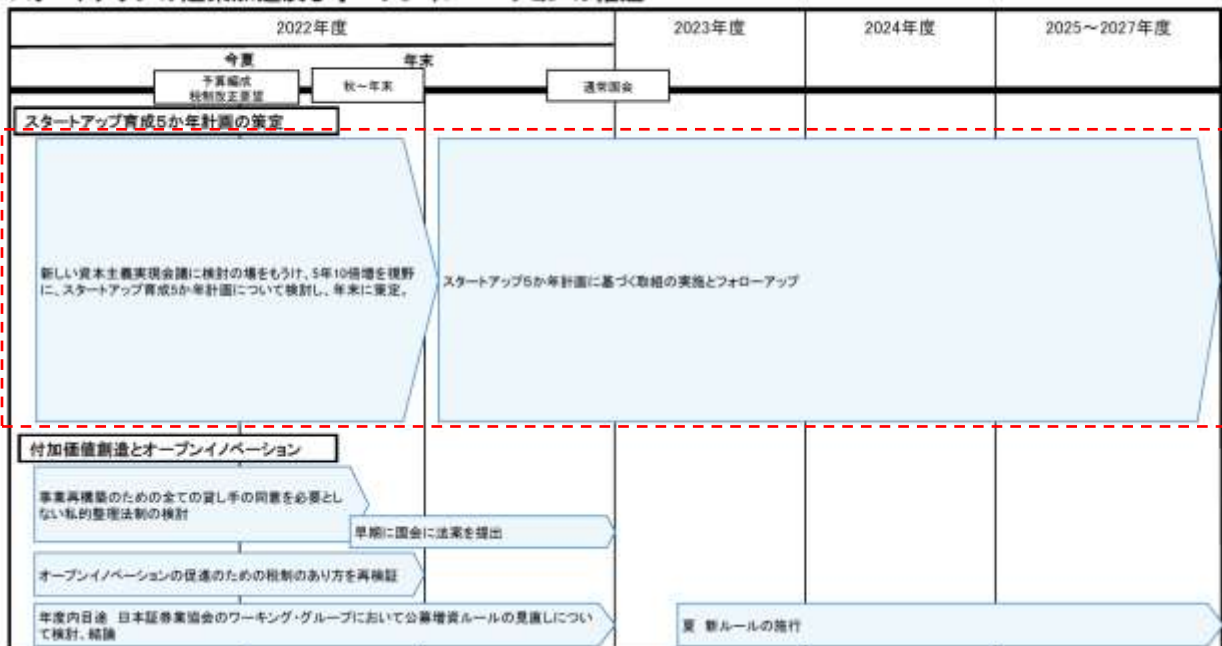 2022年度
2023年度
2024年度
2025～2027年度
今夏
年末
予算編成
税制改正要望
秋～年末
通常国会
スタートアップ育成5か年計画の策定
新しい資本主義実現会議に検討の場をもうけ、5年10倍増を視野
に、スタートアップ育成5か年計画について検討し、年末に策定。
スタートアップ5か年計画に基づく取組の実施とフォローアップ
付加価値創造とオープンイノベーション
事業再構築のための全ての貸し手の同意を必要とし
ない私的整理法制の検討
早期に国会に法案を提出
オープンイノベーションの促進のための税制のあり方を再検証
年度内目途 日本証券業協会のワーキング・グループにおいて公募増資ルールの見直しについ
て検討、結論
夏 新ルールの施行